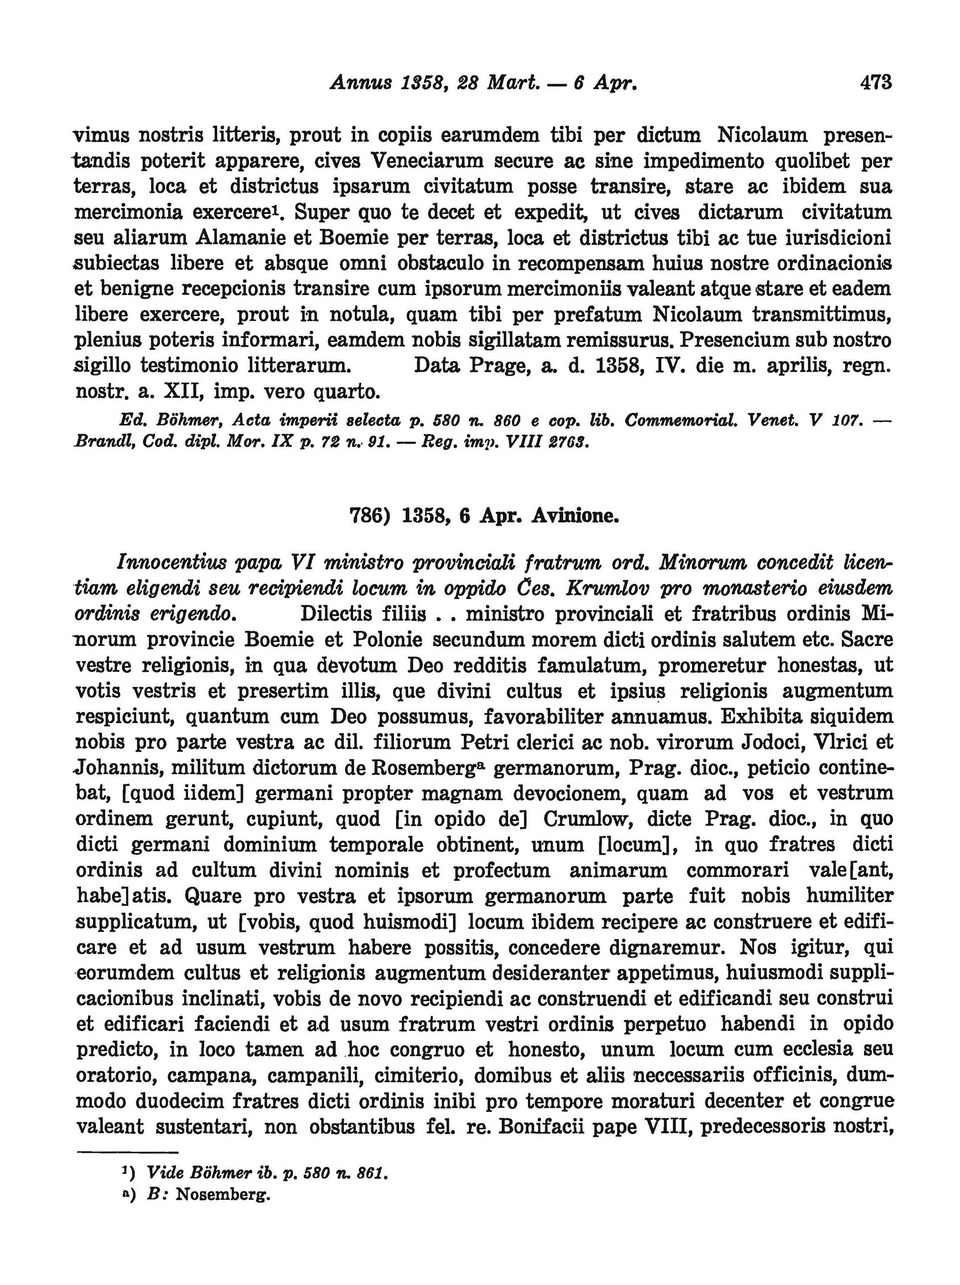 Annus 1358, 28 Mart. — 6 Apr. 473
vimus nostris litteris, prout in copiis earumdem tibi per dictum Nicolaum presen-
tandis poterit apparere, cives Veneciarum secure ac sine impedimento quolibet per
terras, loca et districtus ipsarum civitatum posse transire, stare ac ibidem sua
mercimonia exercere¹. Super quo te decet et expedit, ut cives dictarum civitatum
seu aliarum Alamanie et Boemie per terras, loca et districtus tibi ac tue iurisdicioni
subiectas libere et absque omni obstaculo in recompensam huius nostre ordinacionis
et benigne recepcionis transire cum ipsorum mercimoniis valeant atque stare et eadem
libere exercere, prout in notula, quam tibi per prefatum Nicolaum transmittimus,
plenius poteris informari, eamdem nobis sigillatam remissurus. Presencium sub nostro
sigillo testimonio litterarum. Data Prage, a. d. 1358, IV. die m. aprilis, regn.
nostr. a. XII, imp. vero quarto.
Ed. Böhmer, Acta imperii selecta p. 580 n. 860 e cop. lib. Commemorial. Venet. V 107. —
Brandl, Cod. dipl. Mor. IX p. 72 n. 91. — Reg. imp. VIII 2763.
786) 1358, 6 Apr. Avinione.
Innocentius papa VI ministro provinciali fratrum ord. Minorum concedit licen-
tiam eligendi seu recipiendi locum in oppido Čes. Krumlov pro monasterio eiusdem
ordinis erigendo. Dilectis filiis . . ministro provinciali et fratribus ordinis Mi-
norum provincie Boemie et Polonie secundum morem dicti ordinis salutem etc. Sacre
vestre religionis, in qua devotum Deo redditis famulatum, promeretur honestas, ut
votis vestris et presertim illis, que divini cultus et ipsius religionis augmentum
respiciunt, quantum cum Deo possumus, favorabiliter annuamus. Exhibita siquidem
nobis pro parte vestra ac dil. filiorum Petri clerici ac nob. virorum Jodoci, Vlrici et
Johannis, militum dictorum de Rosembergᵃ germanorum, Prag. dioc., peticio contine-
bat, [quod iidem] germani propter magnam devocionem, quam ad vos et vestrum
ordinem gerunt, cupiunt, quod [in opido de] Crumlow, dicte Prag. dioc., in quo
dicti germani dominium temporale obtinent, unum [locum], in quo fratres dicti
ordinis ad cultum divini nominis et profectum animarum commorari vale[ant,
habe]atis. Quare pro vestra et ipsorum germanorum parte fuit nobis humiliter
supplicatum, ut [vobis, quod huismodi] locum ibidem recipere ac construere et edifi-
care et ad usum vestrum habere possitis, concedere dignaremur. Nos igitur, qui
eorumdem cultus et religionis augmentum desideranter appetimus, huiusmodi suppli-
cacionibus inclinati, vobis de novo recipiendi ac construendi et edificandi seu construi
et edificari faciendi et ad usum fratrum vestri ordinis perpetuo habendi in opido
predicto, in loco tamen ad hoc congruo et honesto, unum locum cum ecclesia seu
oratorio, campana, campanili, cimiterio, domibus et aliis neccessariis officinis, dum-
modo duodecim fratres dicti ordinis inibi pro tempore moraturi decenter et congrue
valeant sustentari, non obstantibus fel. re. Bonifacii pape VIII, predecessoris nostri,
¹) Vide Böhmer ib. p. 580 n. 861.
ᵃ) B: Nosemberg.